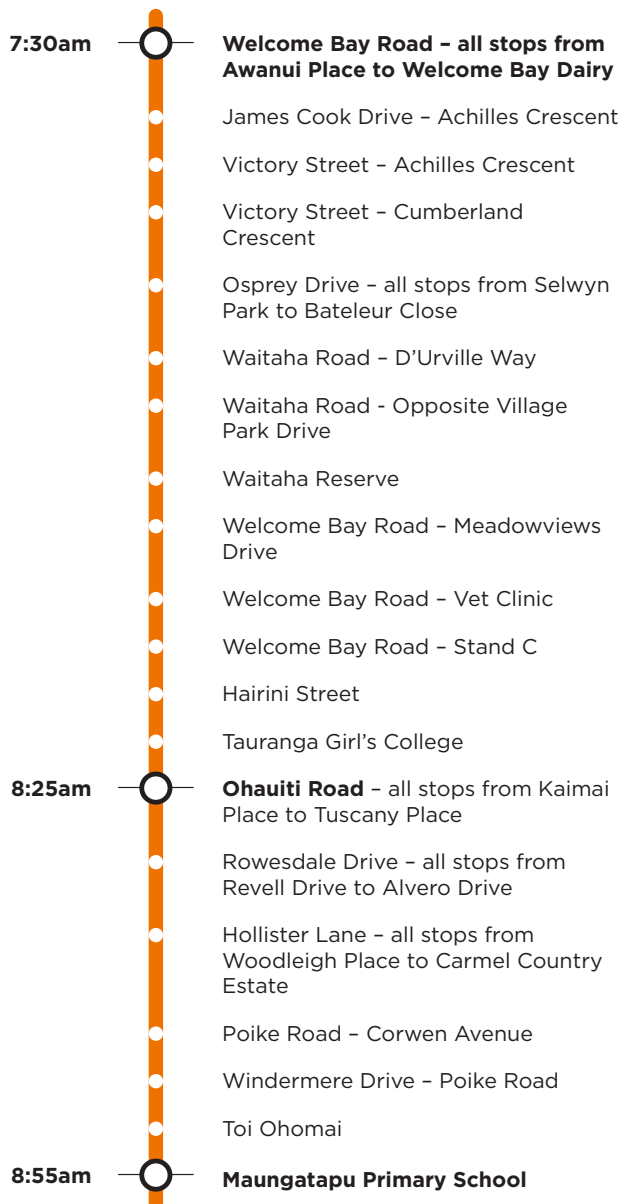 7:30am
Welcome Bay Road – all stops from
Awanui Place to Welcome Bay Dairy
James Cook Drive – Achilles Crescent
Victory Street – Achilles Crescent
Victory Street – Cumberland
Crescent
Osprey Drive – all stops from Selwyn
Park to Bateleur Close
Waitaha Road – D’Urville Way
Waitaha Road - Opposite Village
Park Drive
Waitaha Reserve
Welcome Bay Road – Meadowviews
Drive
Welcome Bay Road – Vet Clinic
Welcome Bay Road – Stand C
Hairini Street
Tauranga Girl’s College
8:25am
Ohauiti Road – all stops from Kaimai
Place to Tuscany Place
Rowesdale Drive – all stops from
Revell Drive to Alvero Drive
Hollister Lane – all stops from
Woodleigh Place to Carmel Country
Estate
Poike Road – Corwen Avenue
Windermere Drive – Poike Road
Toi Ohomai
8:55am
Maungatapu Primary School